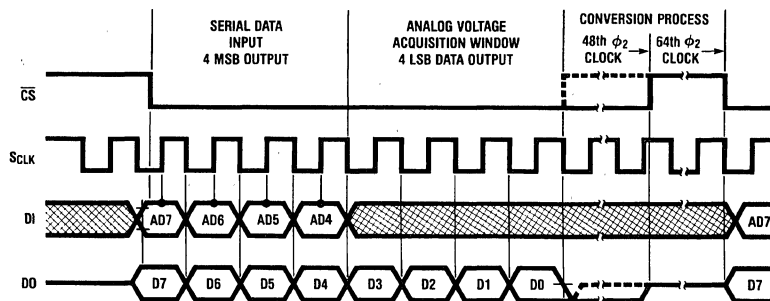 SERIAL DATA
INPUT
4 MSB OUTPUT
ANALOG VOLTAGE
ACQUISITION WINDOW
4 LSB DATA OUTPUT
CONVERSION PROCESS
48th ϕ2
CLOCK
64th ϕ2
CLOCK
CS
SCLK
DI
AD7 AD6 AD5 AD4 AD7
DO
D7 D6 D5 D4 D3 D2 D1 D0 D7